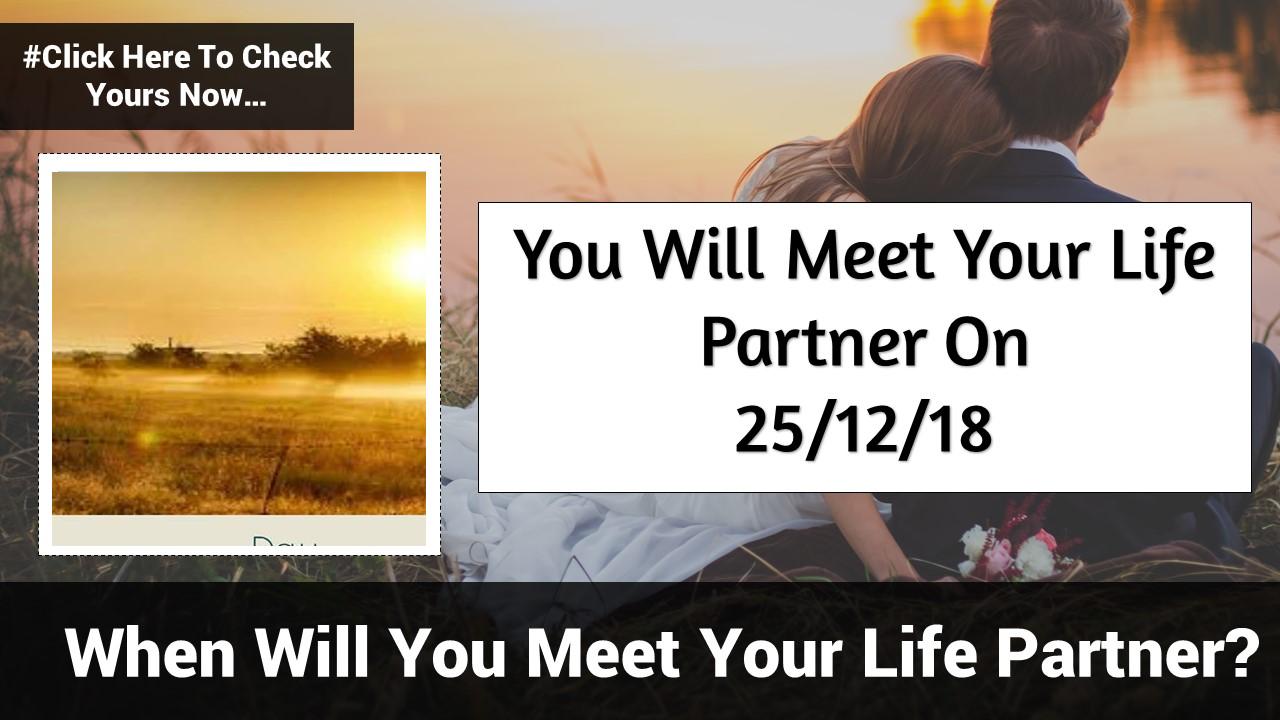 #Click Here To Check
Yours Now...
You Will Meet Your Life
Partner On
25/12/18
When Will You Meet Your Life Partner?